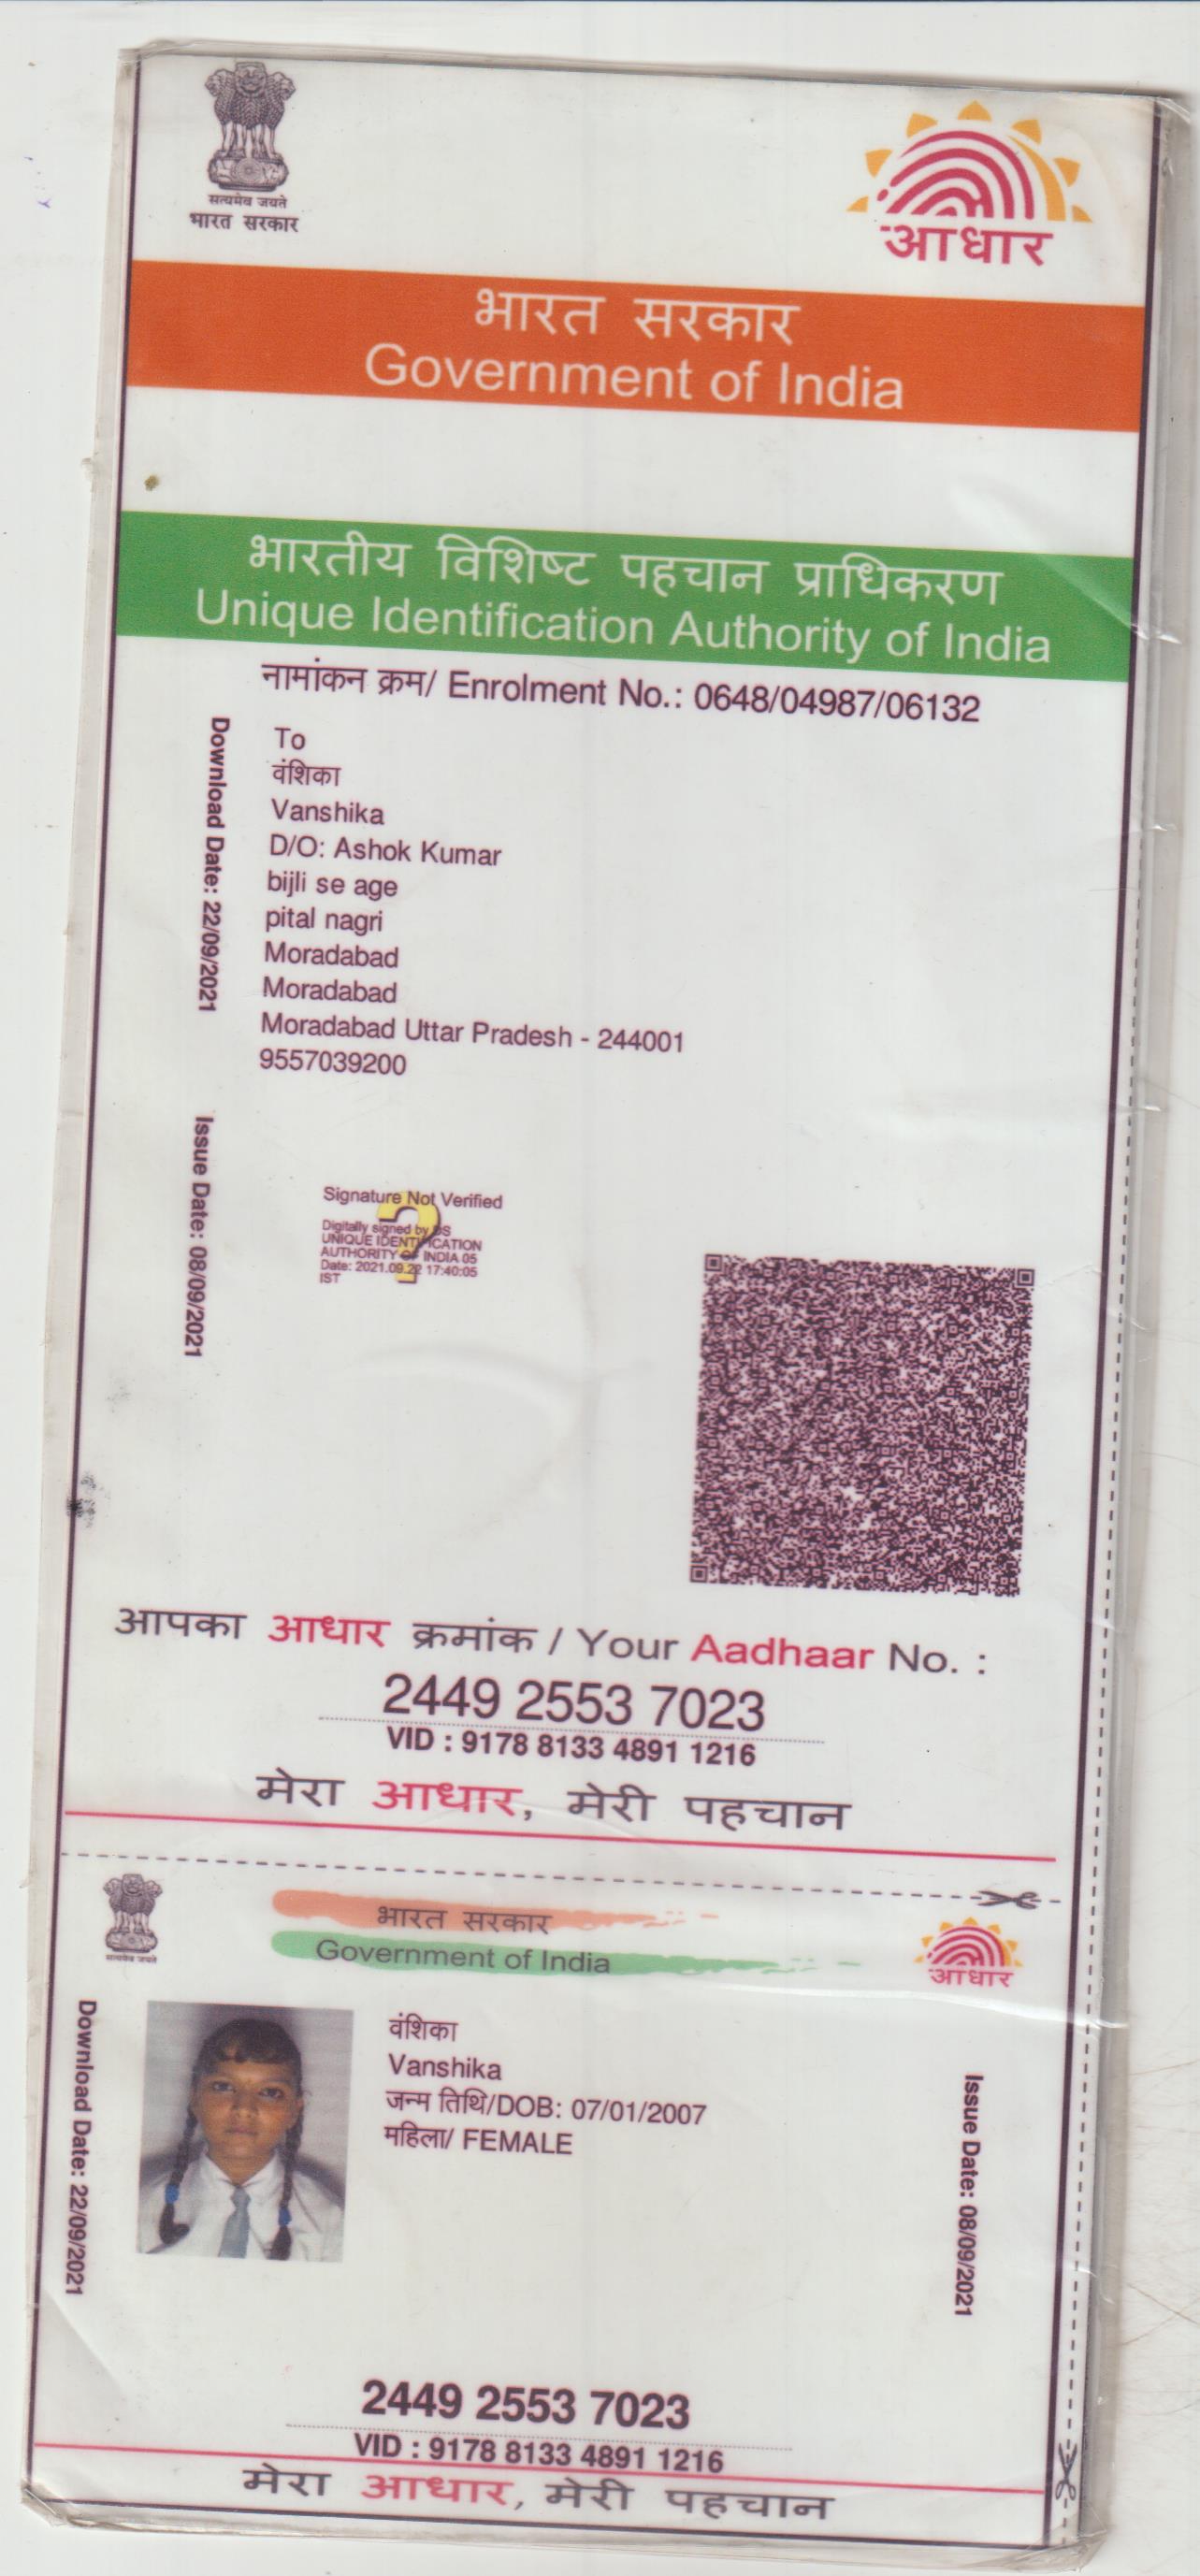 सत्यमेव जयते
भारत सरकार
आधार
भारत सरकार
Government of India
भारतीय विशिष्ट पहचान प्राधिकरण
Unique Identification Authority of India
नामांकन क्रम/ Enrolment No.: 0648/04987/06132
Download Date: 22/09/2021
To
वंशिका
Vanshika
D/O: Ashok Kumar
bijli se age
pital nagri
Moradabad
Moradabad
Moradabad Uttar Pradesh - 244001
9557039200
Issue Date: 08/09/2021
Signature Not Verified
Digitally signed by DS
UNIQUE IDENTIFICATION
AUTHORITY OF INDIA 05
Date: 2021.09.22 17:40:05
IST
आपका आधार क्रमांक / Your Aadhaar No. :
2449 2553 7023
VID : 9178 8133 4891 1216
मेरा आधार, मेरी पहचान
सत्यमेव जयते
भारत सरकार
Government of India
आधार
Download Date: 22/09/2021
वंशिका
Vanshika
जन्म तिथि/DOB: 07/01/2007
महिला/ FEMALE
Issue Date: 08/09/2021
2449 2553 7023
VID : 9178 8133 4891 1216
मेरा आधार, मेरी पहचान